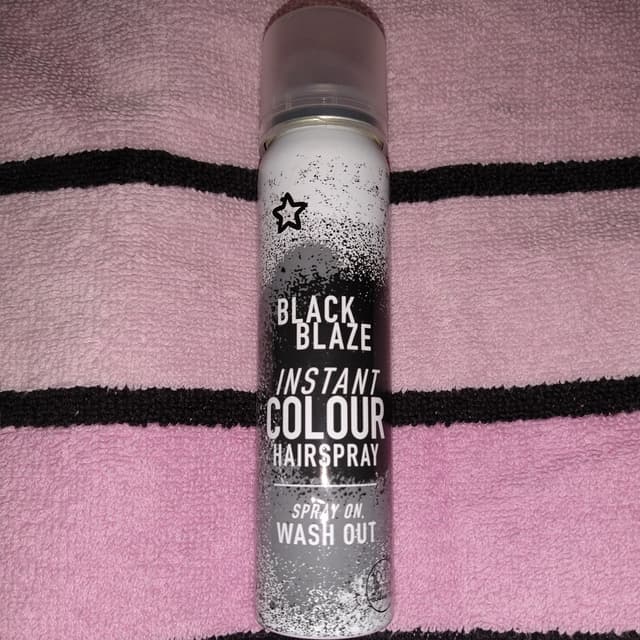 BLACK
BLAZE
INSTANT
COLOUR
HAIRSPRAY
SPRAY ON.
WASH OUT